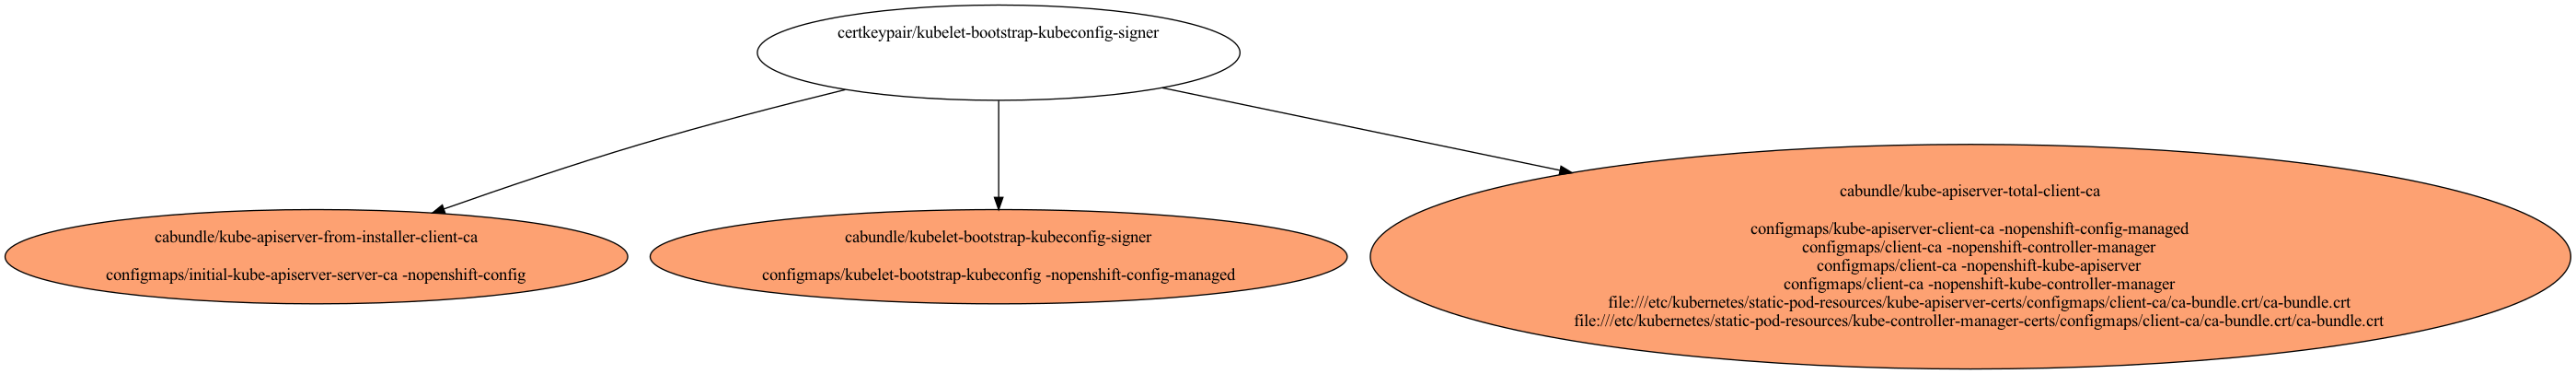 certkeypair/kubelet-bootstrap-kubeconfig-signer
cabundle/kube-apiserver-from-installer-client-ca
configmaps/initial-kube-apiserver-server-ca -nopenshift-config
cabundle/kubelet-bootstrap-kubeconfig-signer
configmaps/kubelet-bootstrap-kubeconfig -nopenshift-config-managed
cabundle/kube-apiserver-total-client-ca
configmaps/kube-apiserver-client-ca -nopenshift-config-managed
configmaps/client-ca -nopenshift-controller-manager
configmaps/client-ca -nopenshift-kube-apiserver
configmaps/client-ca -nopenshift-kube-controller-manager
file:///etc/kubernetes/static-pod-resources/kube-apiserver-certs/configmaps/client-ca/ca-bundle.crt/ca-bundle.crt
file:///etc/kubernetes/static-pod-resources/kube-controller-manager-certs/configmaps/client-ca/ca-bundle.crt/ca-bundle.crt